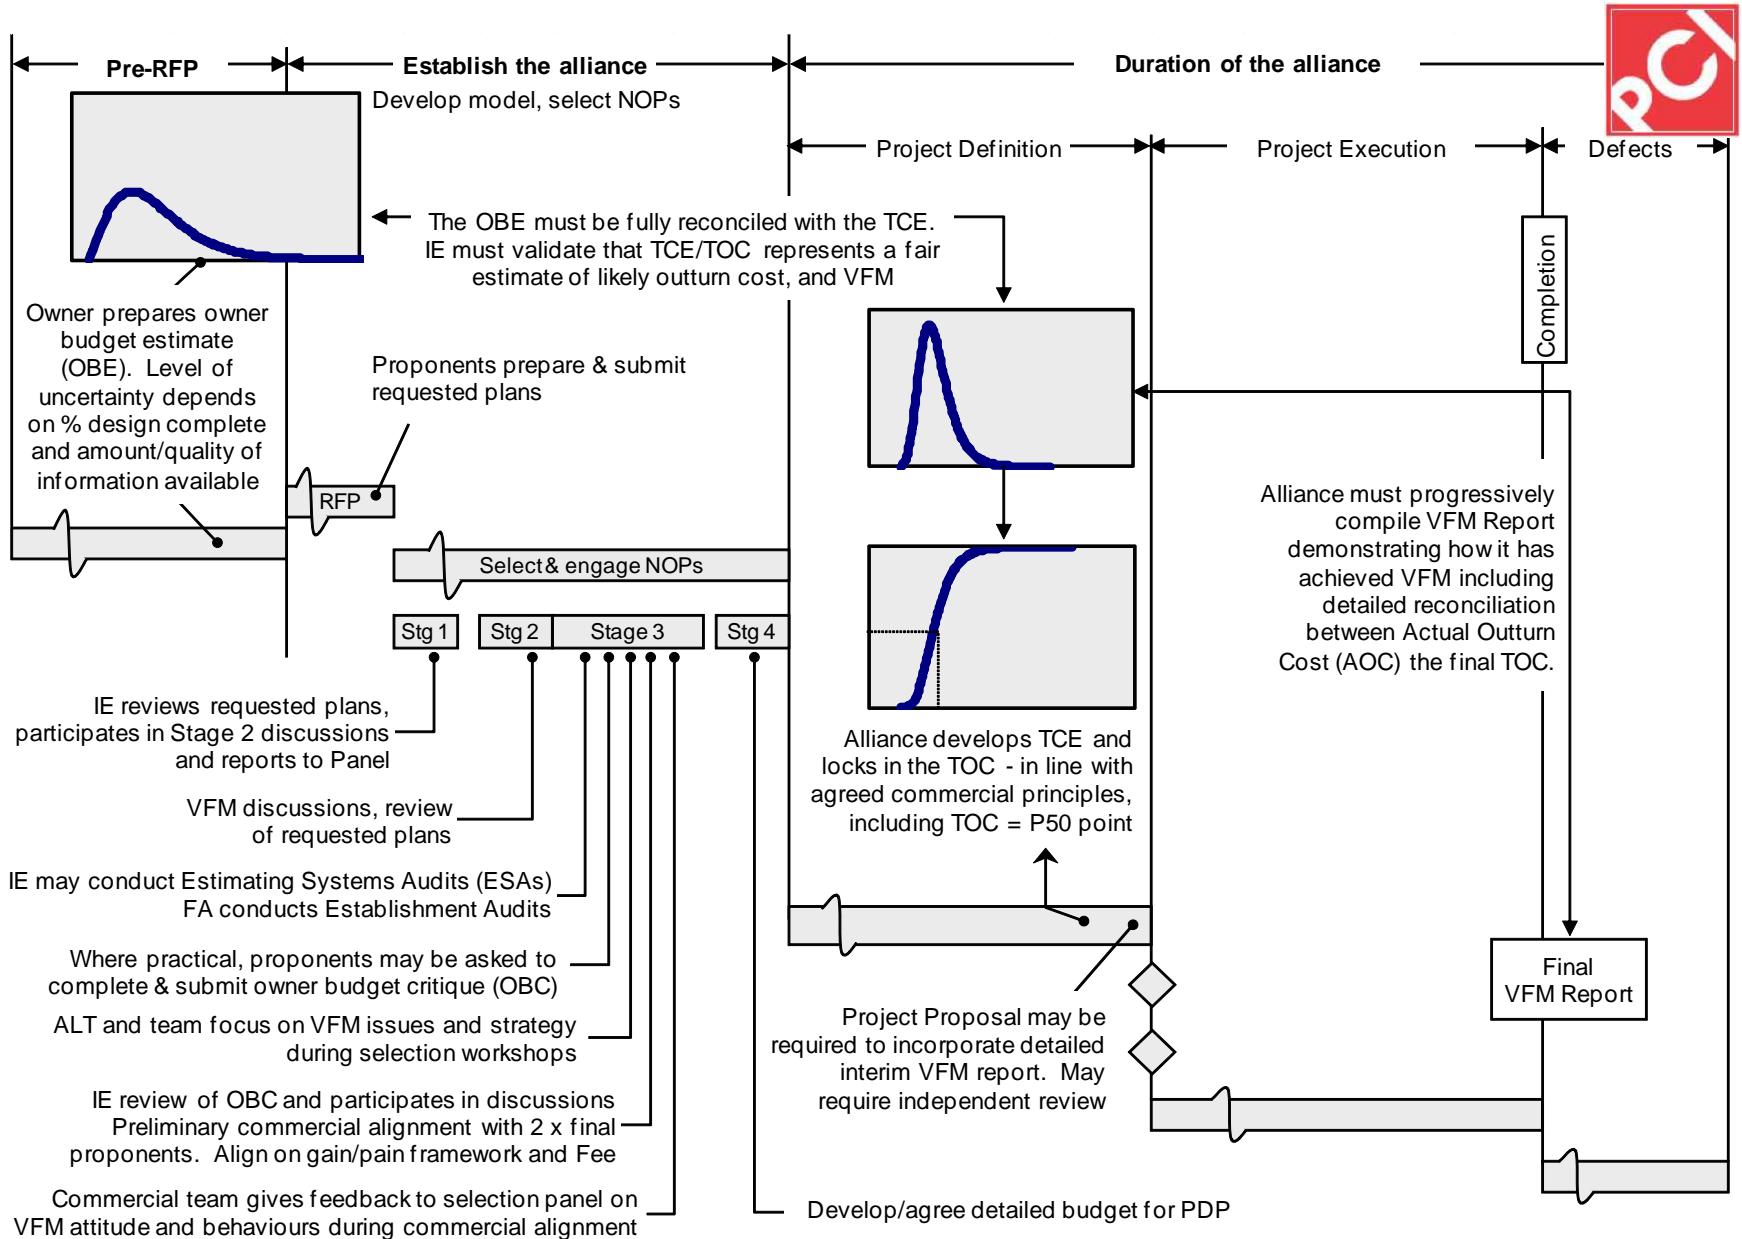 Pre-RFP
Establish the alliance
Duration of the alliance
PCI
Develop model, select NOPs
Project Definition
Project Execution
Defects
The OBE must be fully reconciled with the TCE.
IE must validate that TCE/TOC represents a fair
estimate of likely outturn cost, and VFM
Completion
Owner prepares owner
budget estimate
(OBE). Level of
uncertainty depends
on % design complete
and amount/quality of
information available
Proponents prepare & submit
requested plans
RFP
Select & engage NOPs
Stg 1
Stg 2
Stage 3
Stg 4
Alliance must progressively
compile VFM Report
demonstrating how it has
achieved VFM including
detailed reconciliation
between Actual Outturn
Cost (AOC) the final TOC.
IE reviews requested plans,
participates in Stage 2 discussions
and reports to Panel
VFM discussions, review
of requested plans
IE may conduct Estimating Systems Audits (ESAs)
FA conducts Establishment Audits
Where practical, proponents may be asked to
complete & submit owner budget critique (OBC)
ALT and team focus on VFM issues and strategy
during selection workshops
IE review of OBC and participates in discussions
Preliminary commercial alignment with 2 x final
proponents. Align on gain/pain framework and Fee
Commercial team gives feedback to selection panel on
VFM attitude and behaviours during commercial alignment
Alliance develops TCE and
locks in the TOC - in line with
agreed commercial principles,
including TOC = P50 point
Project Proposal may be
required to incorporate detailed
interim VFM report. May
require independent review
Develop/agree detailed budget for PDP
Final
VFM Report